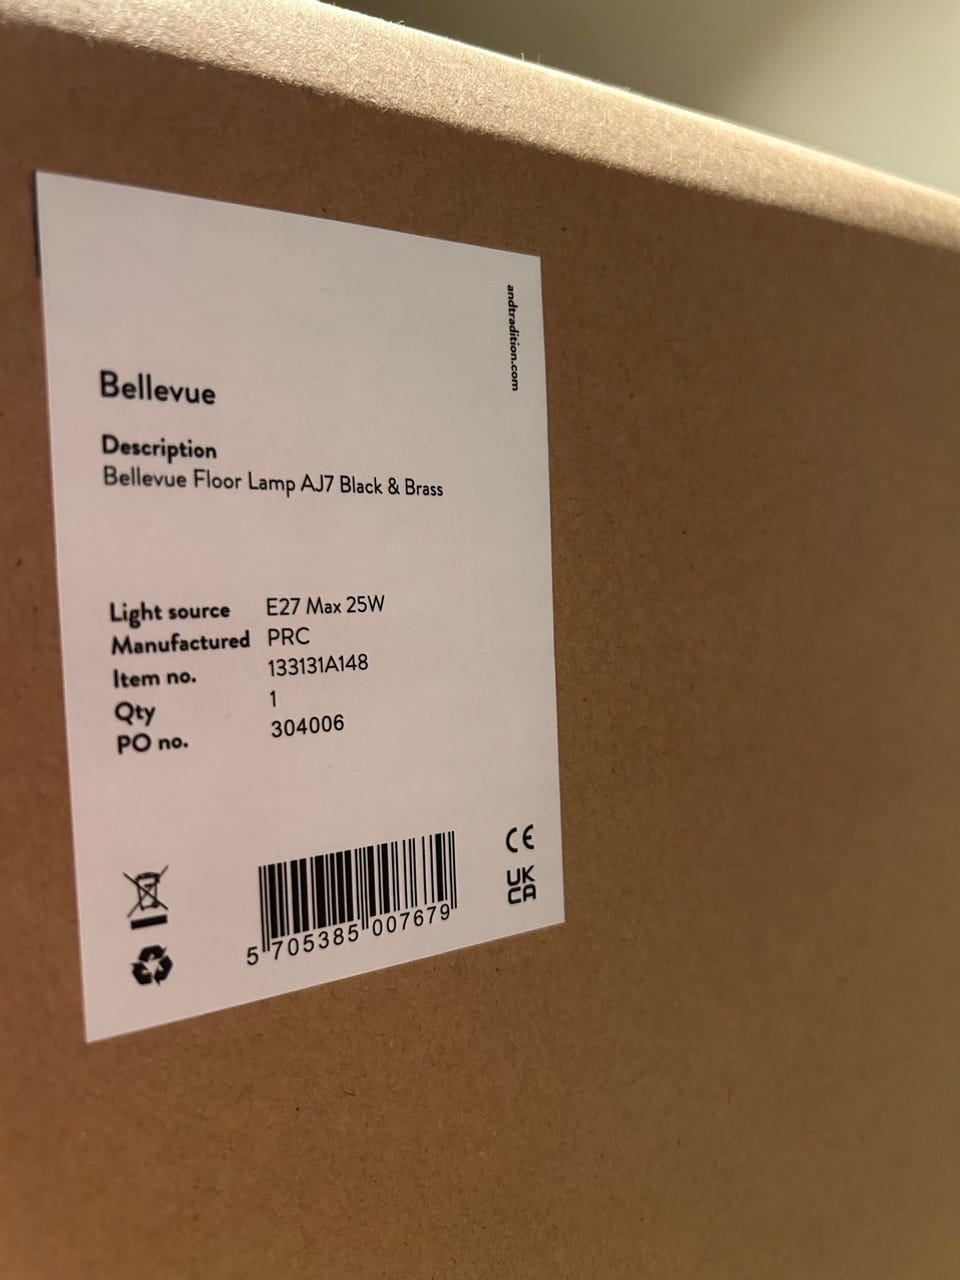 andtradition.com
Bellevue
Description
Bellevue Floor Lamp AJ7 Black & Brass
Light source E27 Max 25W
Manufactured PRC
Item no. 133131A148
Qty 1
PO no. 304006
5 705385 007679
CE
UK
CA